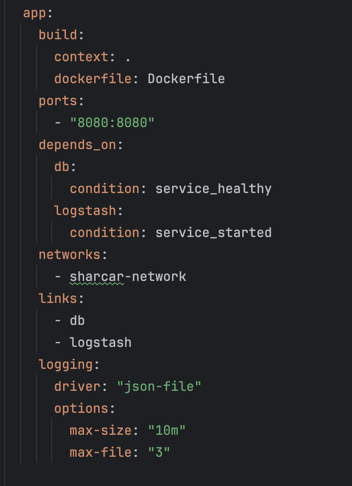 app:
  build:
    context: .
    dockerfile: Dockerfile
  ports:
    - "8080:8080"
  depends_on:
    db:
      condition: service_healthy
    logstash:
      condition: service_started
  networks:
    - sharcar-network
  links:
    - db
    - logstash
  logging:
    driver: "json-file"
    options:
      max-size: "10m"
      max-file: "3"